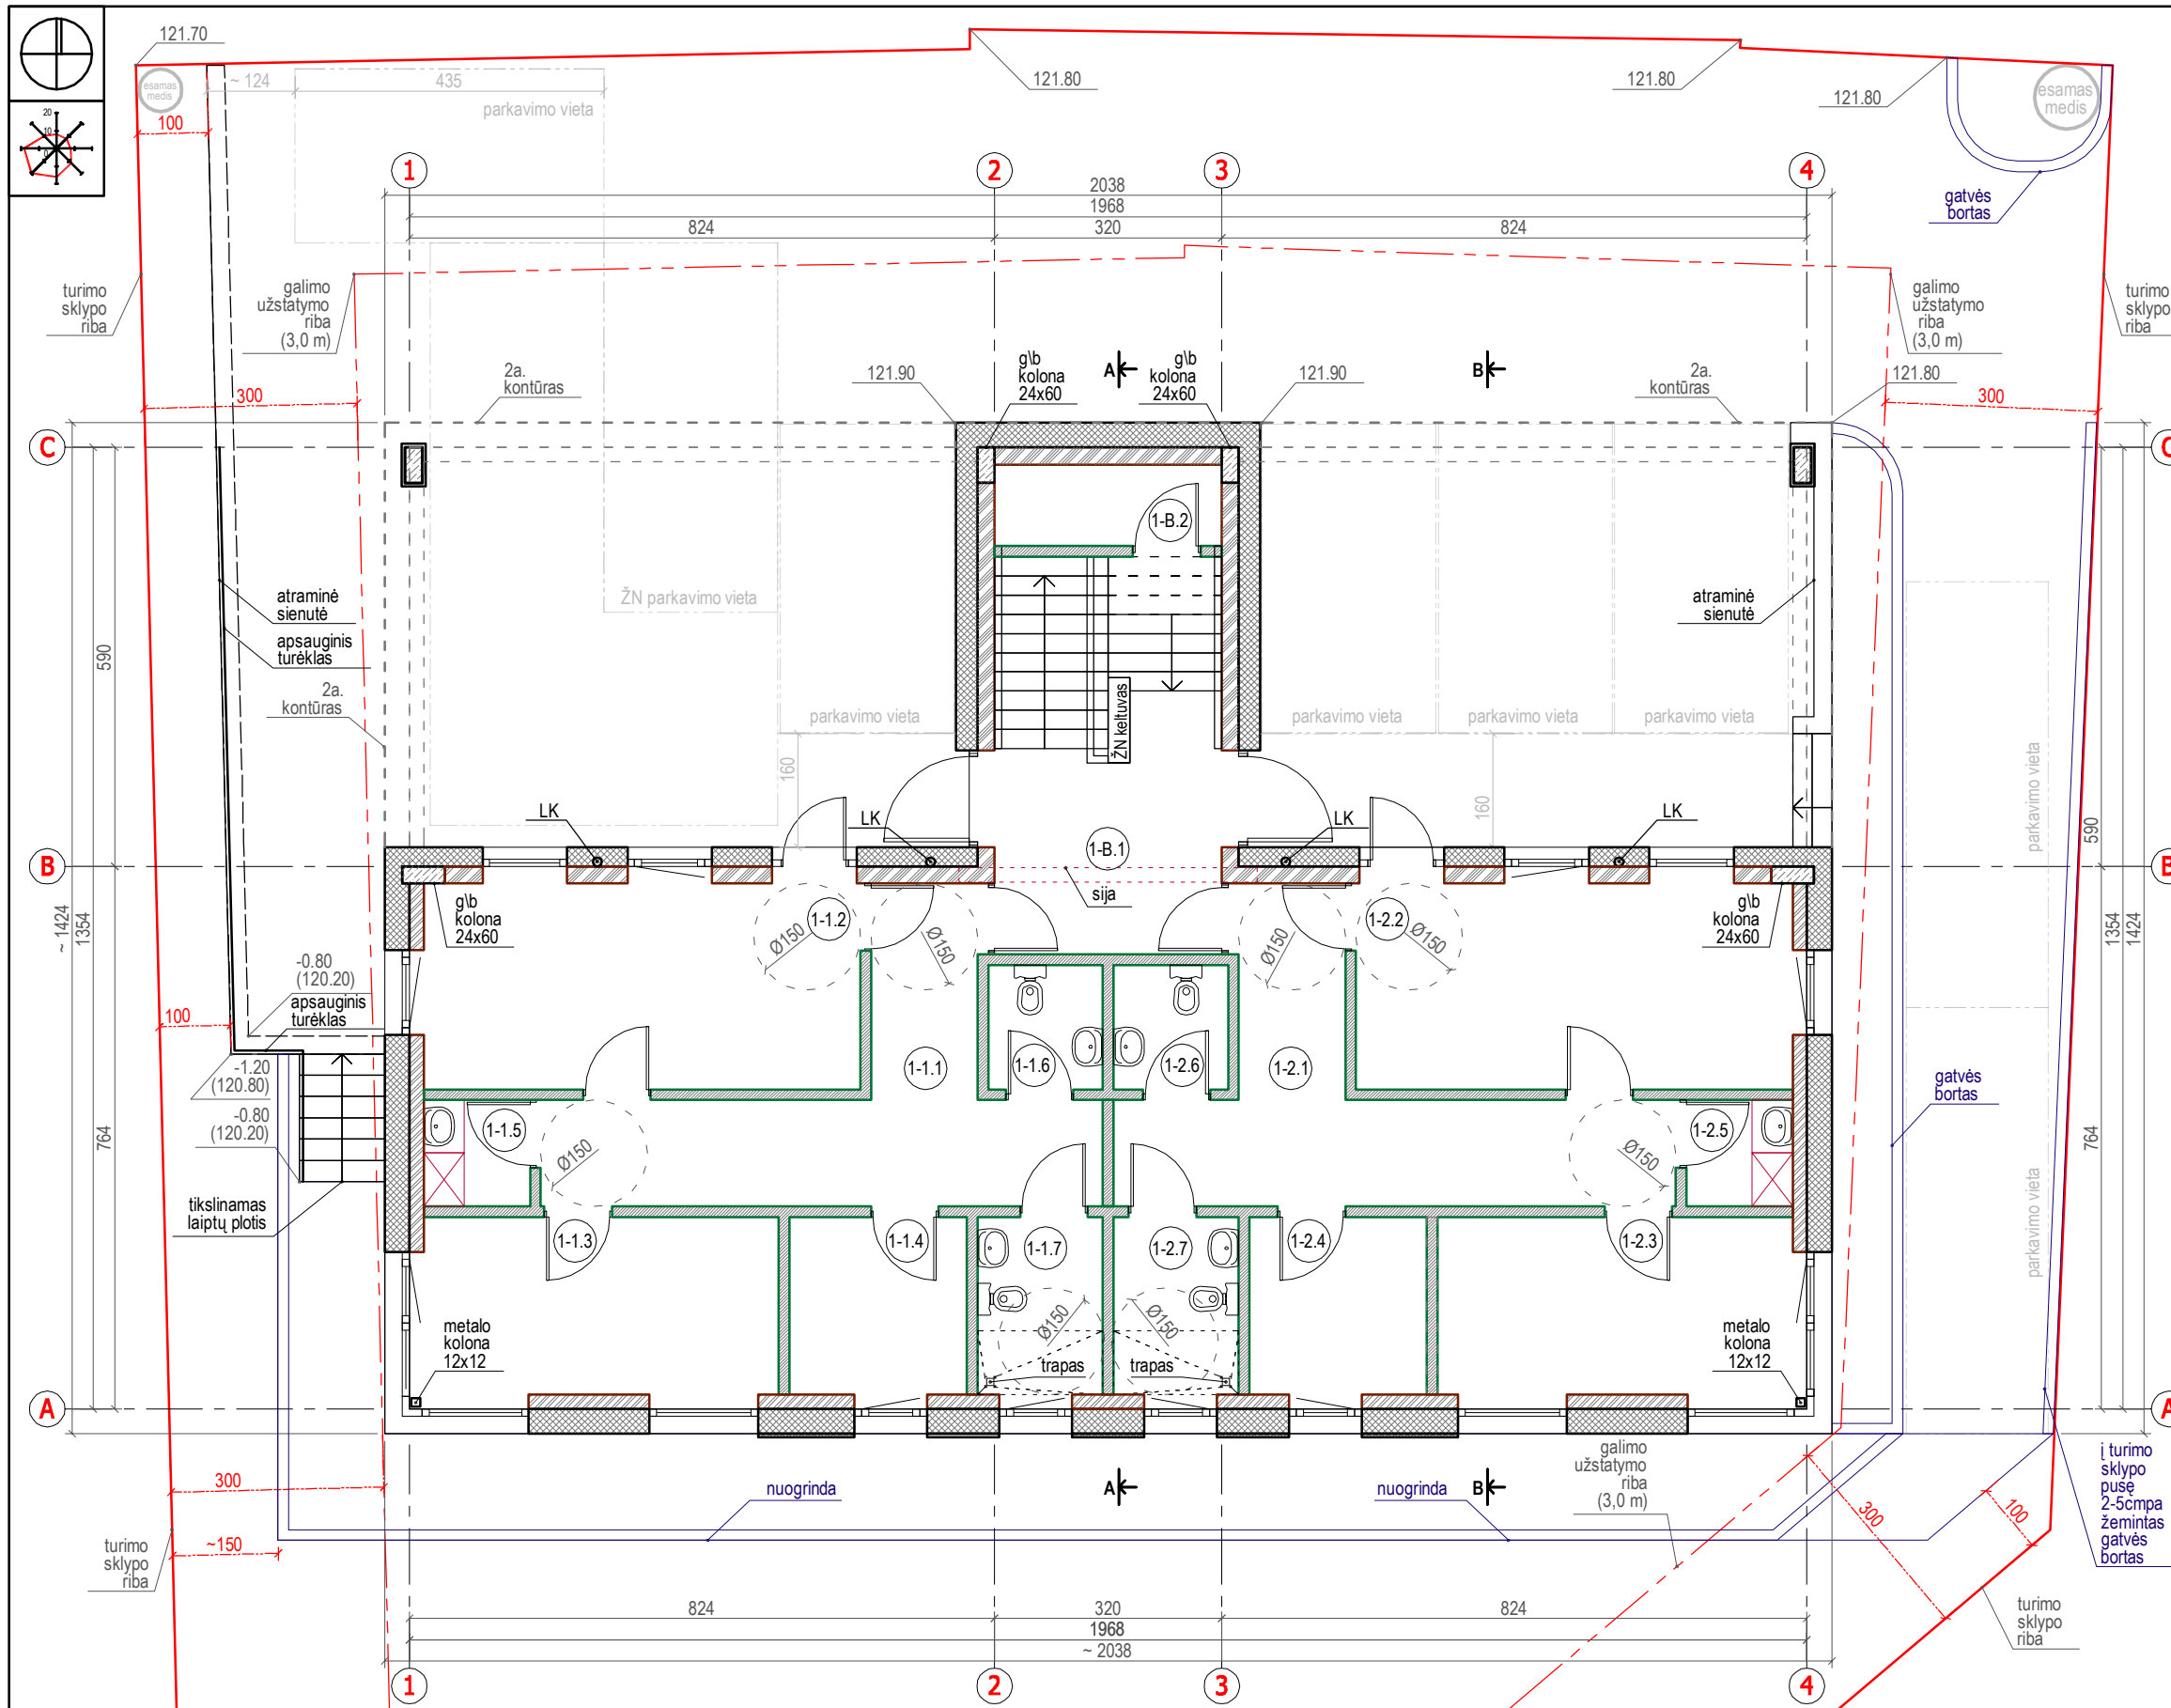 121.70
esamas
medis
~ 124
435
parkavimo vieta
121.80
121.80
121.80
esamas
medis
100
20
10
0
1
2
3
4
2038
1968
824
320
824
gatvės
bortas
turimo
sklypo
riba
galimo
užstatymo
riba
(3,0 m)
galimo
užstatymo
riba
(3,0 m)
turimo
sklypo
riba
300
2a.
kontūras
121.90
g\b
kolona
24x60
A
g\b
kolona
24x60
121.90
B
2a.
kontūras
121.80
300
C
C
1-B.2
atraminė
sienutė
apsauginis
turėklas
ŽN parkavimo vieta
atraminė
sienutė
590
2a.
kontūras
parkavimo vieta
ŽN keltuvas
parkavimo vieta
parkavimo vieta
parkavimo vieta
parkavimo vieta
160
160
LK
LK
LK
LK
590
1-B.1
B
B
sija
g\b
kolona
24x60
Ø150
1-1.2
Ø150
Ø150
1-2.2
Ø150
g\b
kolona
24x60
~ 1424
1354
1354
1424
-0.80
(120.20)
apsauginis
turėklas
100
-1.20
(120.80)
-0.80
(120.20)
1-1.1
1-1.6
1-2.6
1-2.1
gatvės
bortas
764
764
1-1.5
Ø150
Ø150
1-2.5
tikslinamas
laiptų plotis
1-1.3
1-1.4
1-1.7
1-2.7
1-2.4
1-2.3
parkavimo vieta
metalo
kolona
12x12
Ø150
Ø150
trapas
trapas
metalo
kolona
12x12
A
A
300
nuogrinda
A
nuogrinda
B
galimo
užstatymo
riba
(3,0 m)
300
100
į turimo
sklypo
pusę
2-5cmpa
žemintas
gatvės
bortas
~150
turimo
sklypo
riba
824
320
824
1968
~ 2038
turimo
sklypo
riba
1
2
3
4